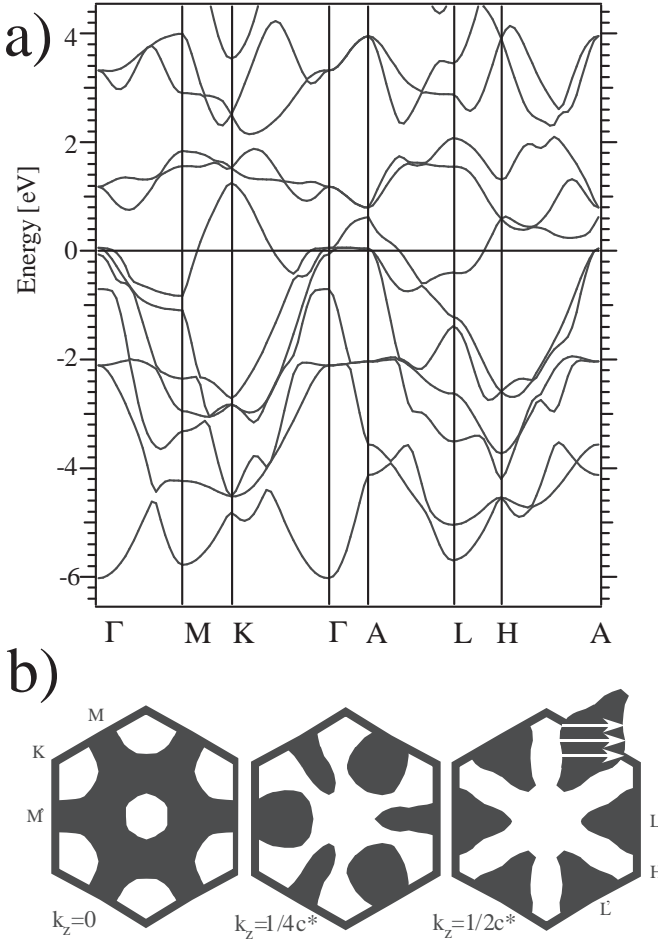 a)
Energy [eV]
4
2
0
-2
-4
-6
Γ M K Γ A L H A
b)
M
K
M'
L
H
L'
k_z=0
k_z=1/4c*
k_z=1/2c*